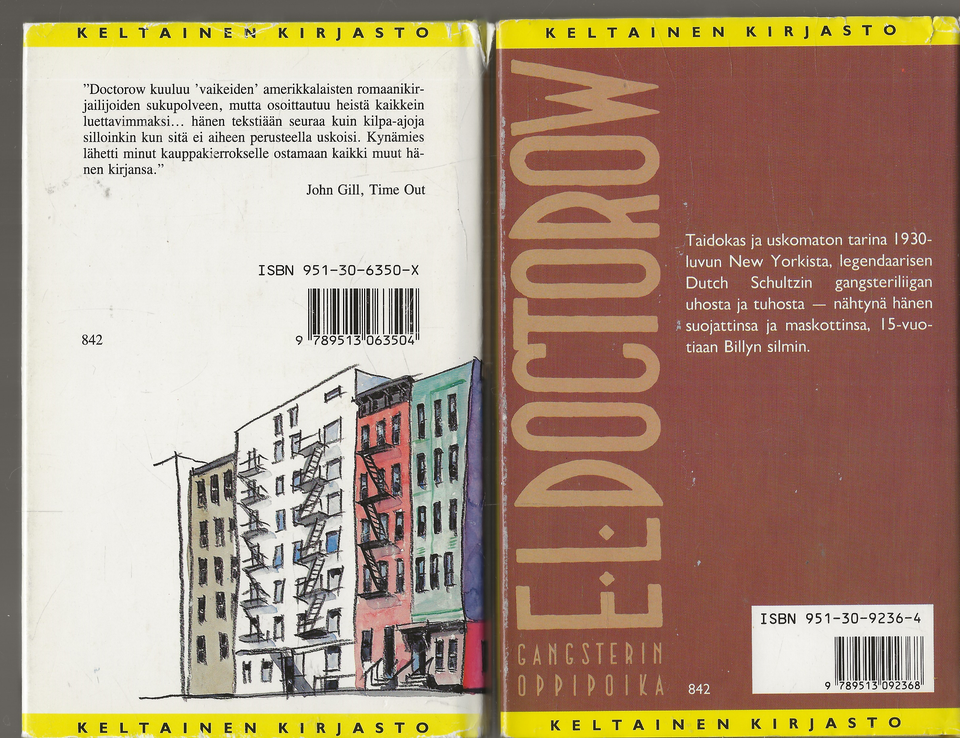 KELTAINEN KIRJASTO
"Doctorow kuuluu 'vaikeiden' amerikkalaisten romaanikir-
jailijoiden sukupolveen, mutta osoittautuu heistä kaikkein
luettavimmaksi... hänen tekstiään seuraa kuin kilpa-ajoja
silloinkin kun sitä ei aiheen perusteella uskoisi. Kynämies
lähetti minut kauppakierrokselle ostamaan kaikki muut hä-
nen kirjansa."
John Gill, Time Out
ISBN 951-30-6350-X
9 789513 063504
842
KELTAINEN KIRJASTO
KELTAINEN KIRJASTO
E·L·DOCTOROW
GANGSTERIN
OPPIPOIKA
Taidokas ja uskomaton tarina 1930-
luvun New Yorkista, legendaarisen
Dutch Schultzin gangsteriliigan
uhosta ja tuhosta — nähtynä hänen
suojattinsa ja maskottinsa, 15-vuo-
tiaan Billyn silmin.
842
ISBN 951-30-9236-4
9 789513 092368
KELTAINEN KIRJASTO